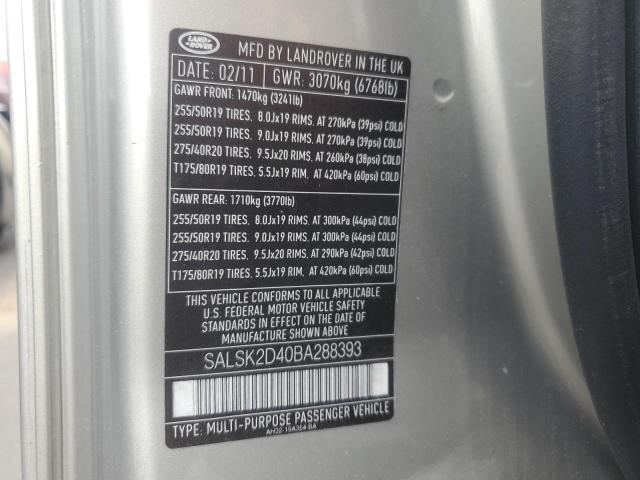 LAND ROVER
MFD BY LANDROVER IN THE UK
DATE: 02/11 GWR: 3070kg (6768lb)
GAWR FRONT: 1470kg (3241lb)
255/50R19 TIRES, 8.0Jx19 RIMS, AT 270kPa (39psi) COLD
255/50R19 TIRES, 9.0Jx19 RIMS, AT 270kPa (39psi) COLD
275/40R20 TIRES, 9.5Jx20 RIMS, AT 260kPa (38psi) COLD
T175/80R19 TIRES, 5.5Jx19 RIM, AT 420kPa (60psi) COLD
GAWR REAR: 1710kg (3770lb)
255/50R19 TIRES, 8.0Jx19 RIMS, AT 300kPa (44psi) COLD
255/50R19 TIRES, 9.0Jx19 RIMS, AT 300kPa (44psi) COLD
275/40R20 TIRES, 9.5Jx20 RIMS, AT 290kPa (42psi) COLD
T175/80R19 TIRES, 5.5Jx19 RIM, AT 420kPa (60psi) COLD
THIS VEHICLE CONFORMS TO ALL APPLICABLE
U.S. FEDERAL MOTOR VEHICLE SAFETY
STANDARDS IN EFFECT ON THE DATE OF
MANUFACTURE SHOWN ABOVE
SALSK2D40BA288393
TYPE: MULTI-PURPOSE PASSENGER VEHICLE
AH32-19A354-BA